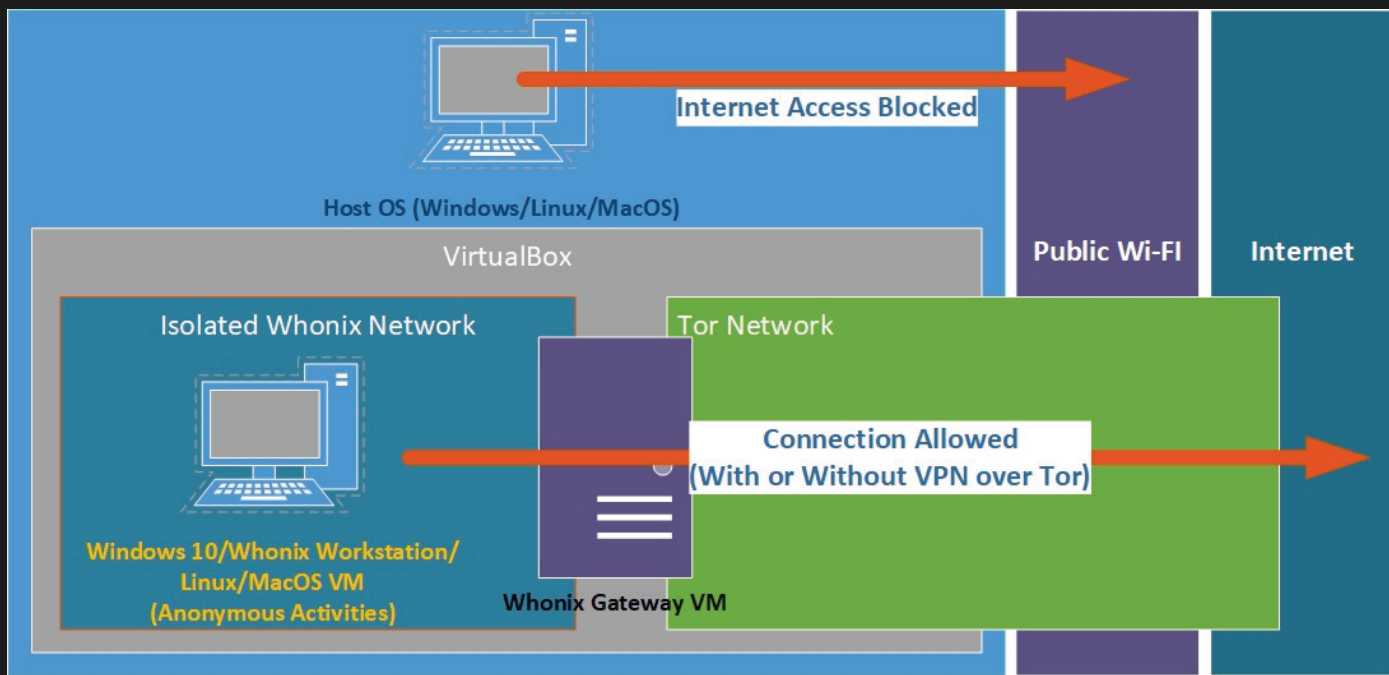 Internet Access Blocked
Host OS (Windows/Linux/MacOS)
VirtualBox
Public Wi-FI
Internet
Isolated Whonix Network
Tor Network
Connection Allowed
(With or Without VPN over Tor)
Windows 10/Whonix Workstation/
Linux/MacOS VM
(Anonymous Activities)
Whonix Gateway VM